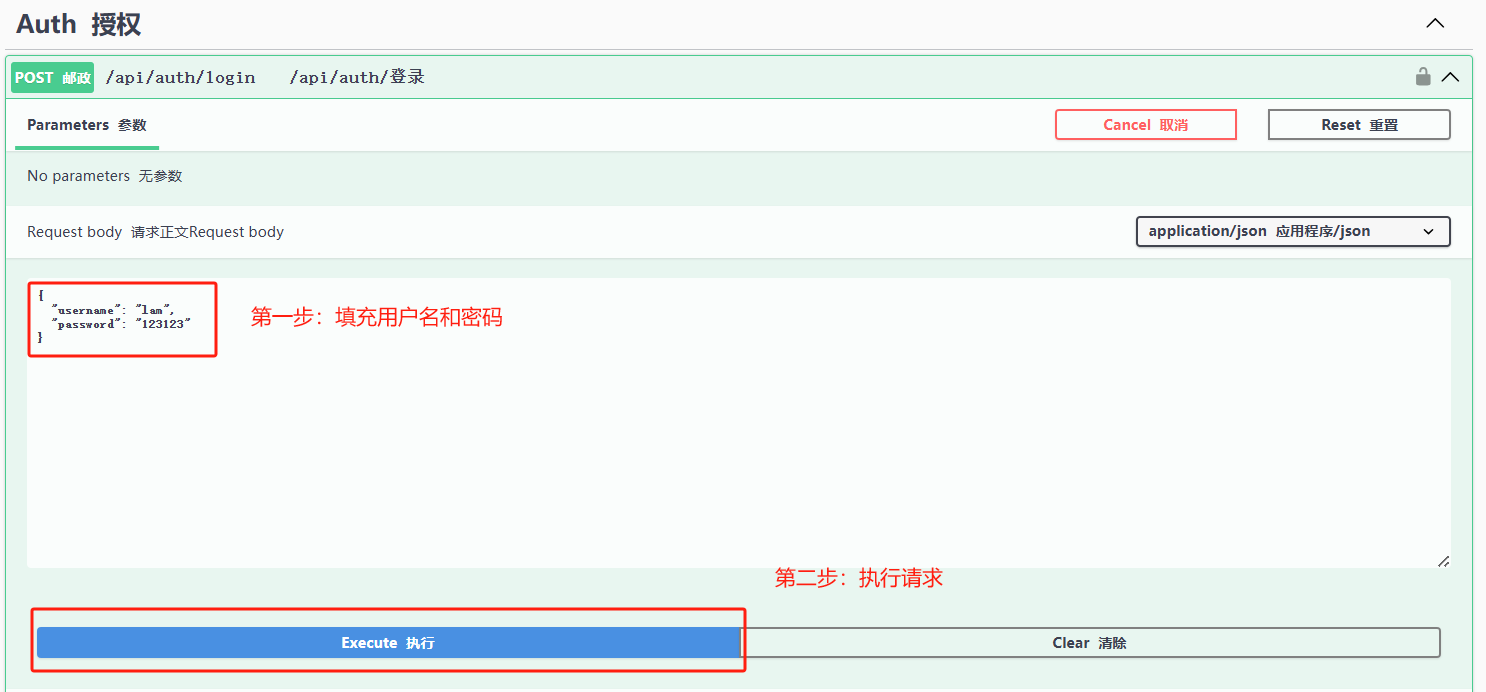 Auth 授权
POST 邮政 /api/auth/login /api/auth/登录
Parameters 参数
Cancel 取消
Reset 重置
No parameters 无参数
Request body 请求正文Request body
application/json 应用程序/json
{
"username": "lam",
"password": "123123"
}
第一步：填充用户名和密码
第二步：执行请求
Execute 执行
Clear 清除